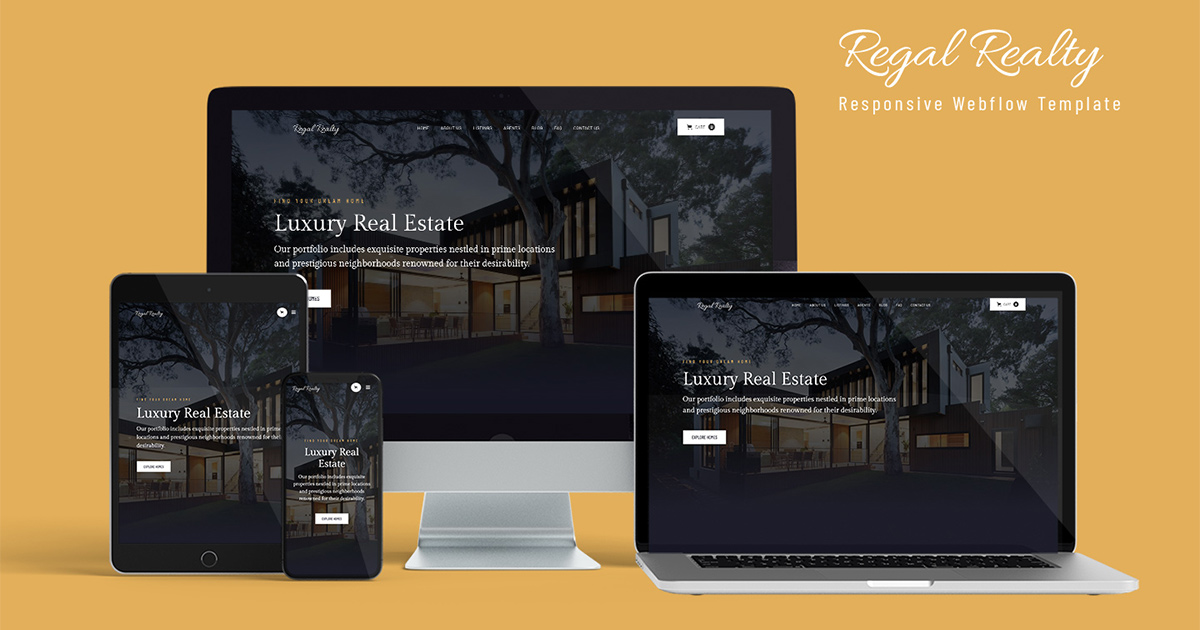 Regal Realty
Responsive Webflow Template
Regal Realty
HOME ABOUT US LISTINGS AGENTS BLOG FAQ CONTACT US
CART 0
FIND YOUR DREAM HOME
Luxury Real Estate
Our portfolio includes exquisite properties nestled in prime locations
and prestigious neighborhoods renowned for their desirability.
HOMES
Regal Realty
FIND YOUR DREAM HOME
Luxury Real Estate
Our portfolio includes exquisite properties nestled in prime
locations and prestigious neighborhoods renowned for their
desirability.
EXPLORE HOMES
Regal Realty
FIND YOUR DREAM HOME
Luxury Real
Estate
Our portfolio includes exquisite
properties nestled in prime locations
and prestigious neighborhoods
renowned for their desirability.
EXPLORE HOMES
Regal Realty
HOME ABOUT US LISTINGS AGENTS BLOG FAQ CONTACT US
CART 0
FIND YOUR DREAM HOME
Luxury Real Estate
Our portfolio includes exquisite properties nestled in prime locations
and prestigious neighborhoods renowned for their desirability.
EXPLORE HOMES